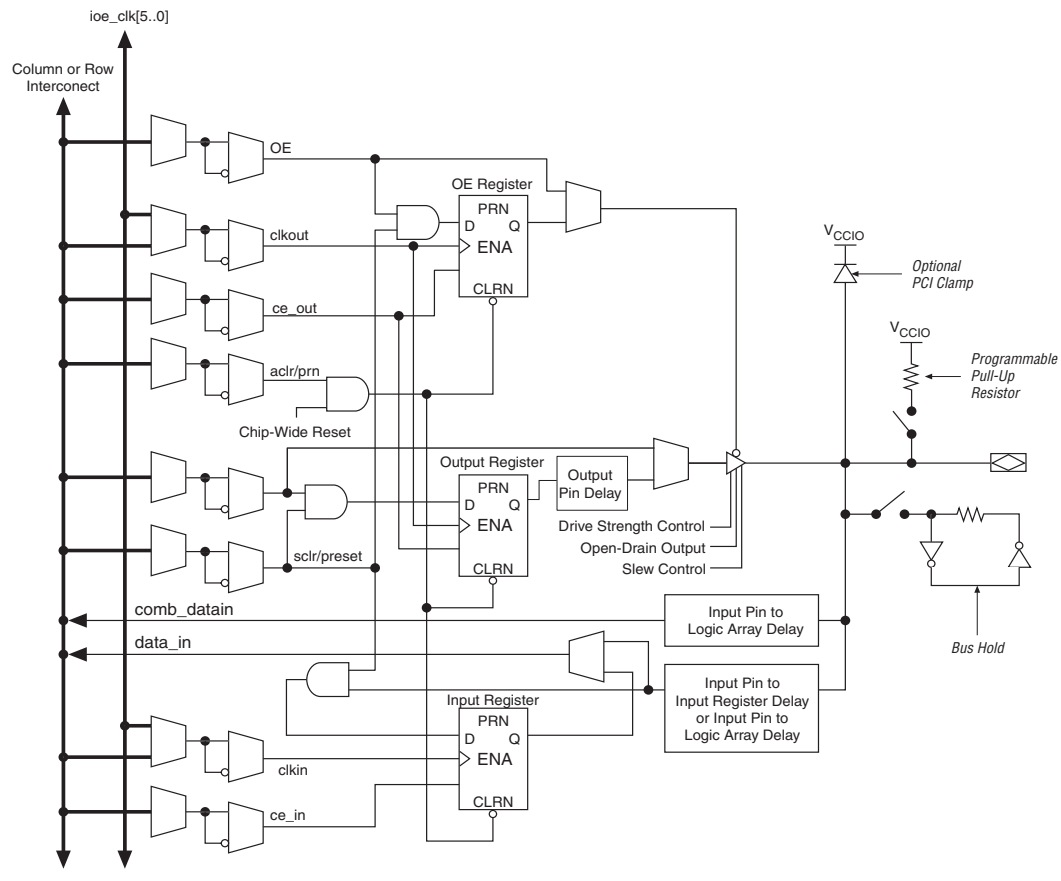 ioe_clk[5..0]
Column or Row
Interconect
OE
OE Register
PRN
D
Q
clkout
ENA
ce_out
CLRN
aclr/prn
Chip-Wide Reset
VCCIO
Optional
PCI Clamp
VCCIO
Programmable
Pull-Up
Resistor
Output Register
PRN
D
Q
ENA
CLRN
Output
Pin Delay
Drive Strength Control
Open-Drain Output
Slew Control
sclr/preset
comb_datain
Input Pin to
Logic Array Delay
Bus Hold
data_in
Input Pin to
Input Register Delay
or Input Pin to
Logic Array Delay
Input Register
PRN
D
Q
ENA
clkin
CLRN
ce_in